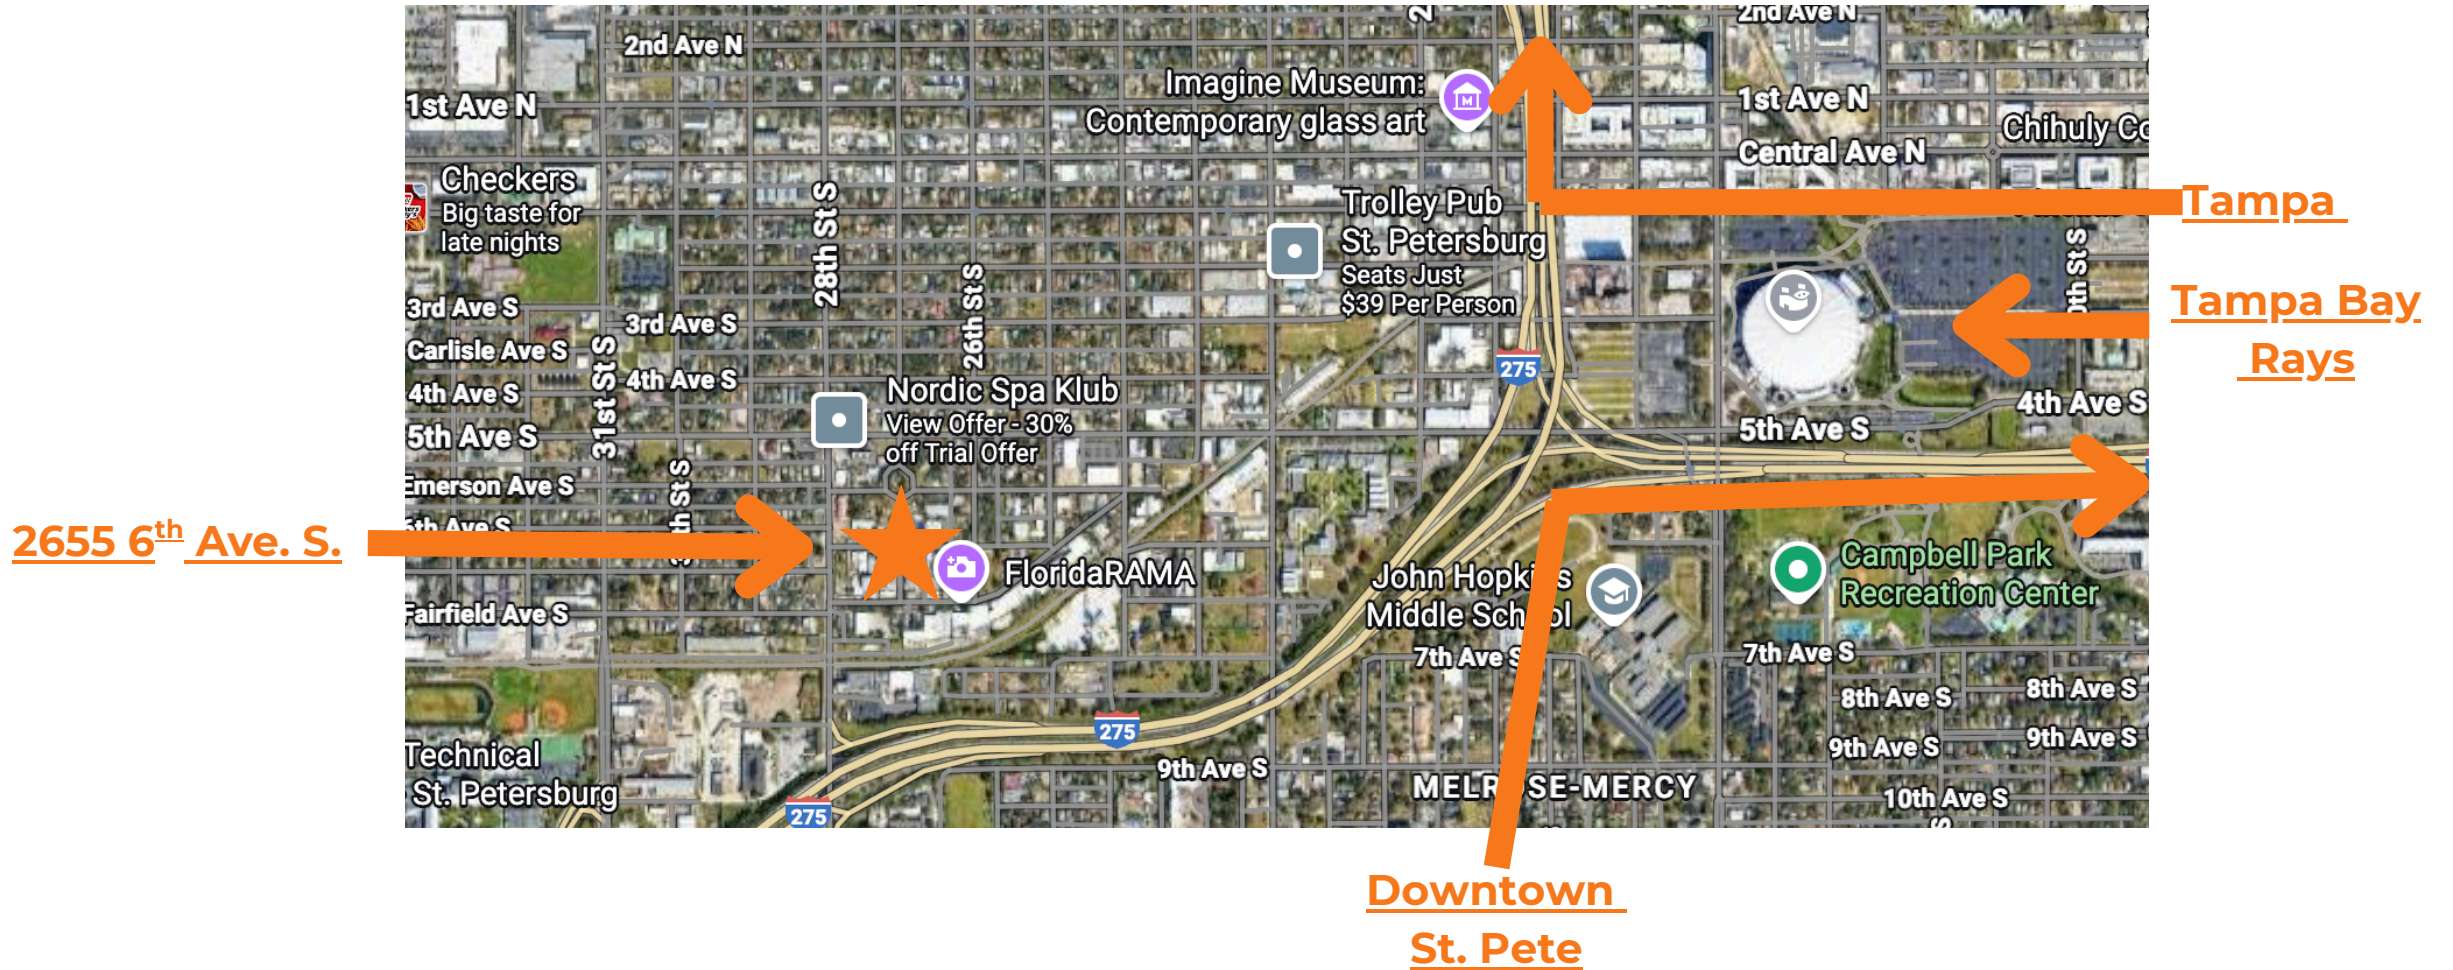 2nd Ave N
2nd Ave N
1st Ave N
Imagine Museum:
Contemporary glass art
1st Ave N
Chihuly Co
Central Ave N
Checkers
Big taste for
late nights
28th St S
Trolley Pub
St. Petersburg
Seats Just
$39 Per Person
Tampa
26th St S
3rd Ave S
3rd Ave S
Carlisle Ave S
31st St S
4th Ave S
4th Ave S
275
Tampa Bay
Rays
Nordic Spa Klub
View Offer - 30%
off Trial Offer
4th Ave S
5th Ave S
5th Ave S
Emerson Ave S
6th Ave S
2655 6th Ave. S.
FloridaRAMA
John Hopkins
Middle School
Campbell Park
Recreation Center
Fairfield Ave S
7th Ave S
7th Ave S
8th Ave S
8th Ave S
275
9th Ave S
9th Ave S
9th Ave S
Technical
St. Petersburg
MELROSE-MERCY
10th Ave S
275
Downtown
St. Pete